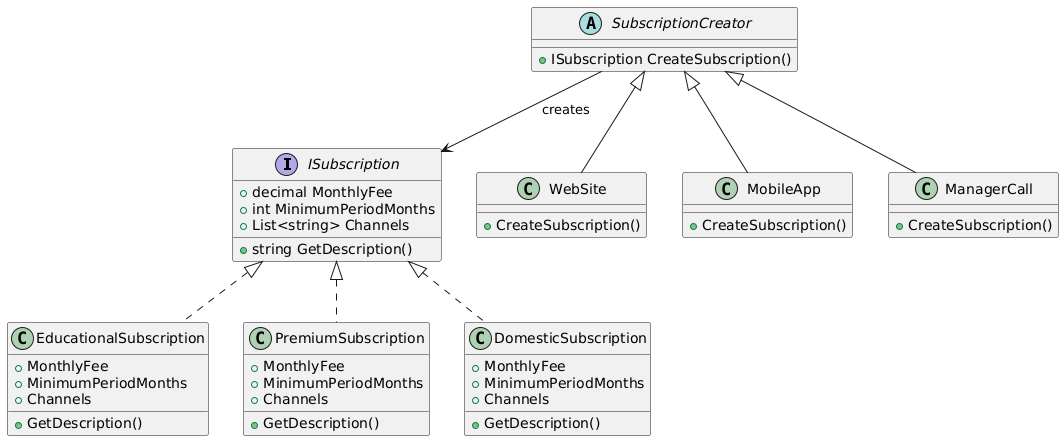 A SubscriptionCreator
ISubscription CreateSubscription()
creates
I ISubscription
decimal MonthlyFee
int MinimumPeriodMonths
List<string> Channels
string GetDescription()
C WebSite
CreateSubscription()
C MobileApp
CreateSubscription()
C ManagerCall
CreateSubscription()
C EducationalSubscription
MonthlyFee
MinimumPeriodMonths
Channels
GetDescription()
C PremiumSubscription
MonthlyFee
MinimumPeriodMonths
Channels
GetDescription()
C DomesticSubscription
MonthlyFee
MinimumPeriodMonths
Channels
GetDescription()